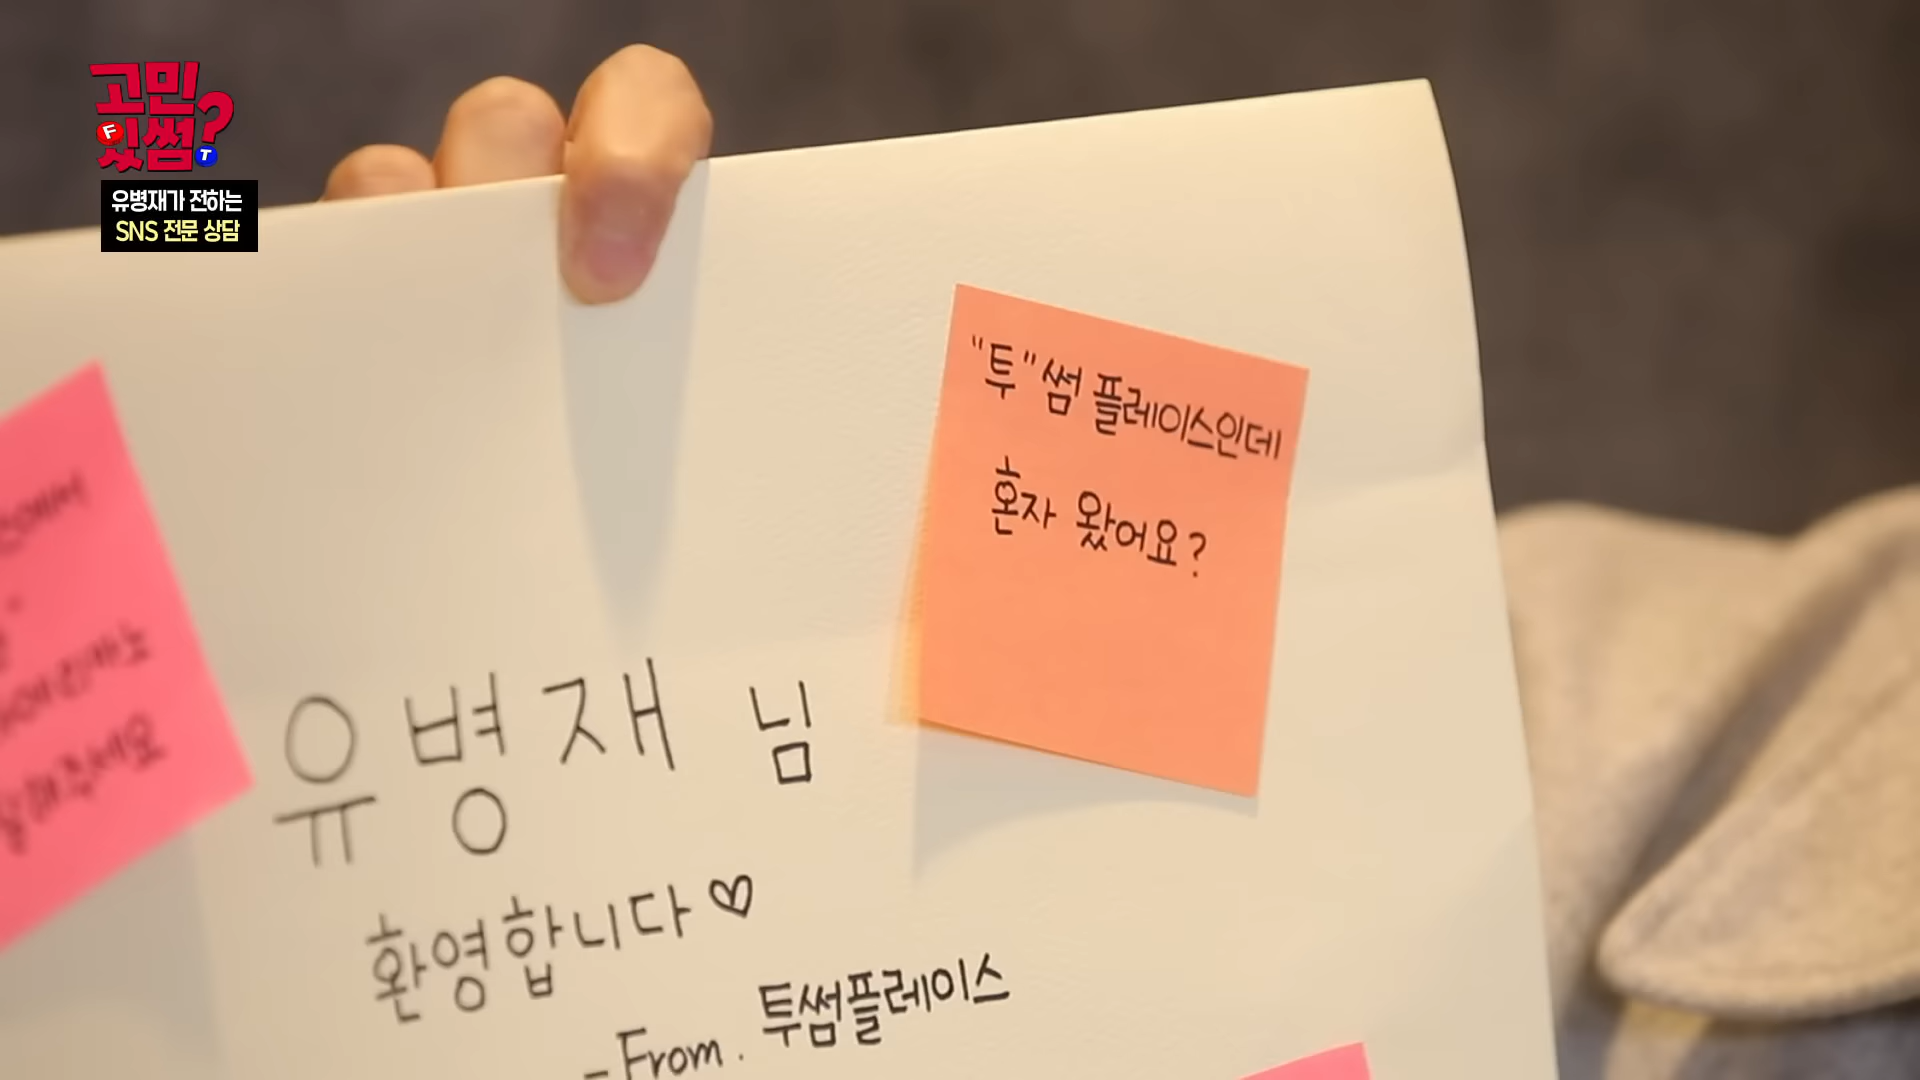 고민
있썸?
F
T
유병재가 전하는
SNS 전문 상담
"투"썸 플레이스인데
혼자 왔어요?
유병재 님
환영합니다♡
-From. 투썸플레이스